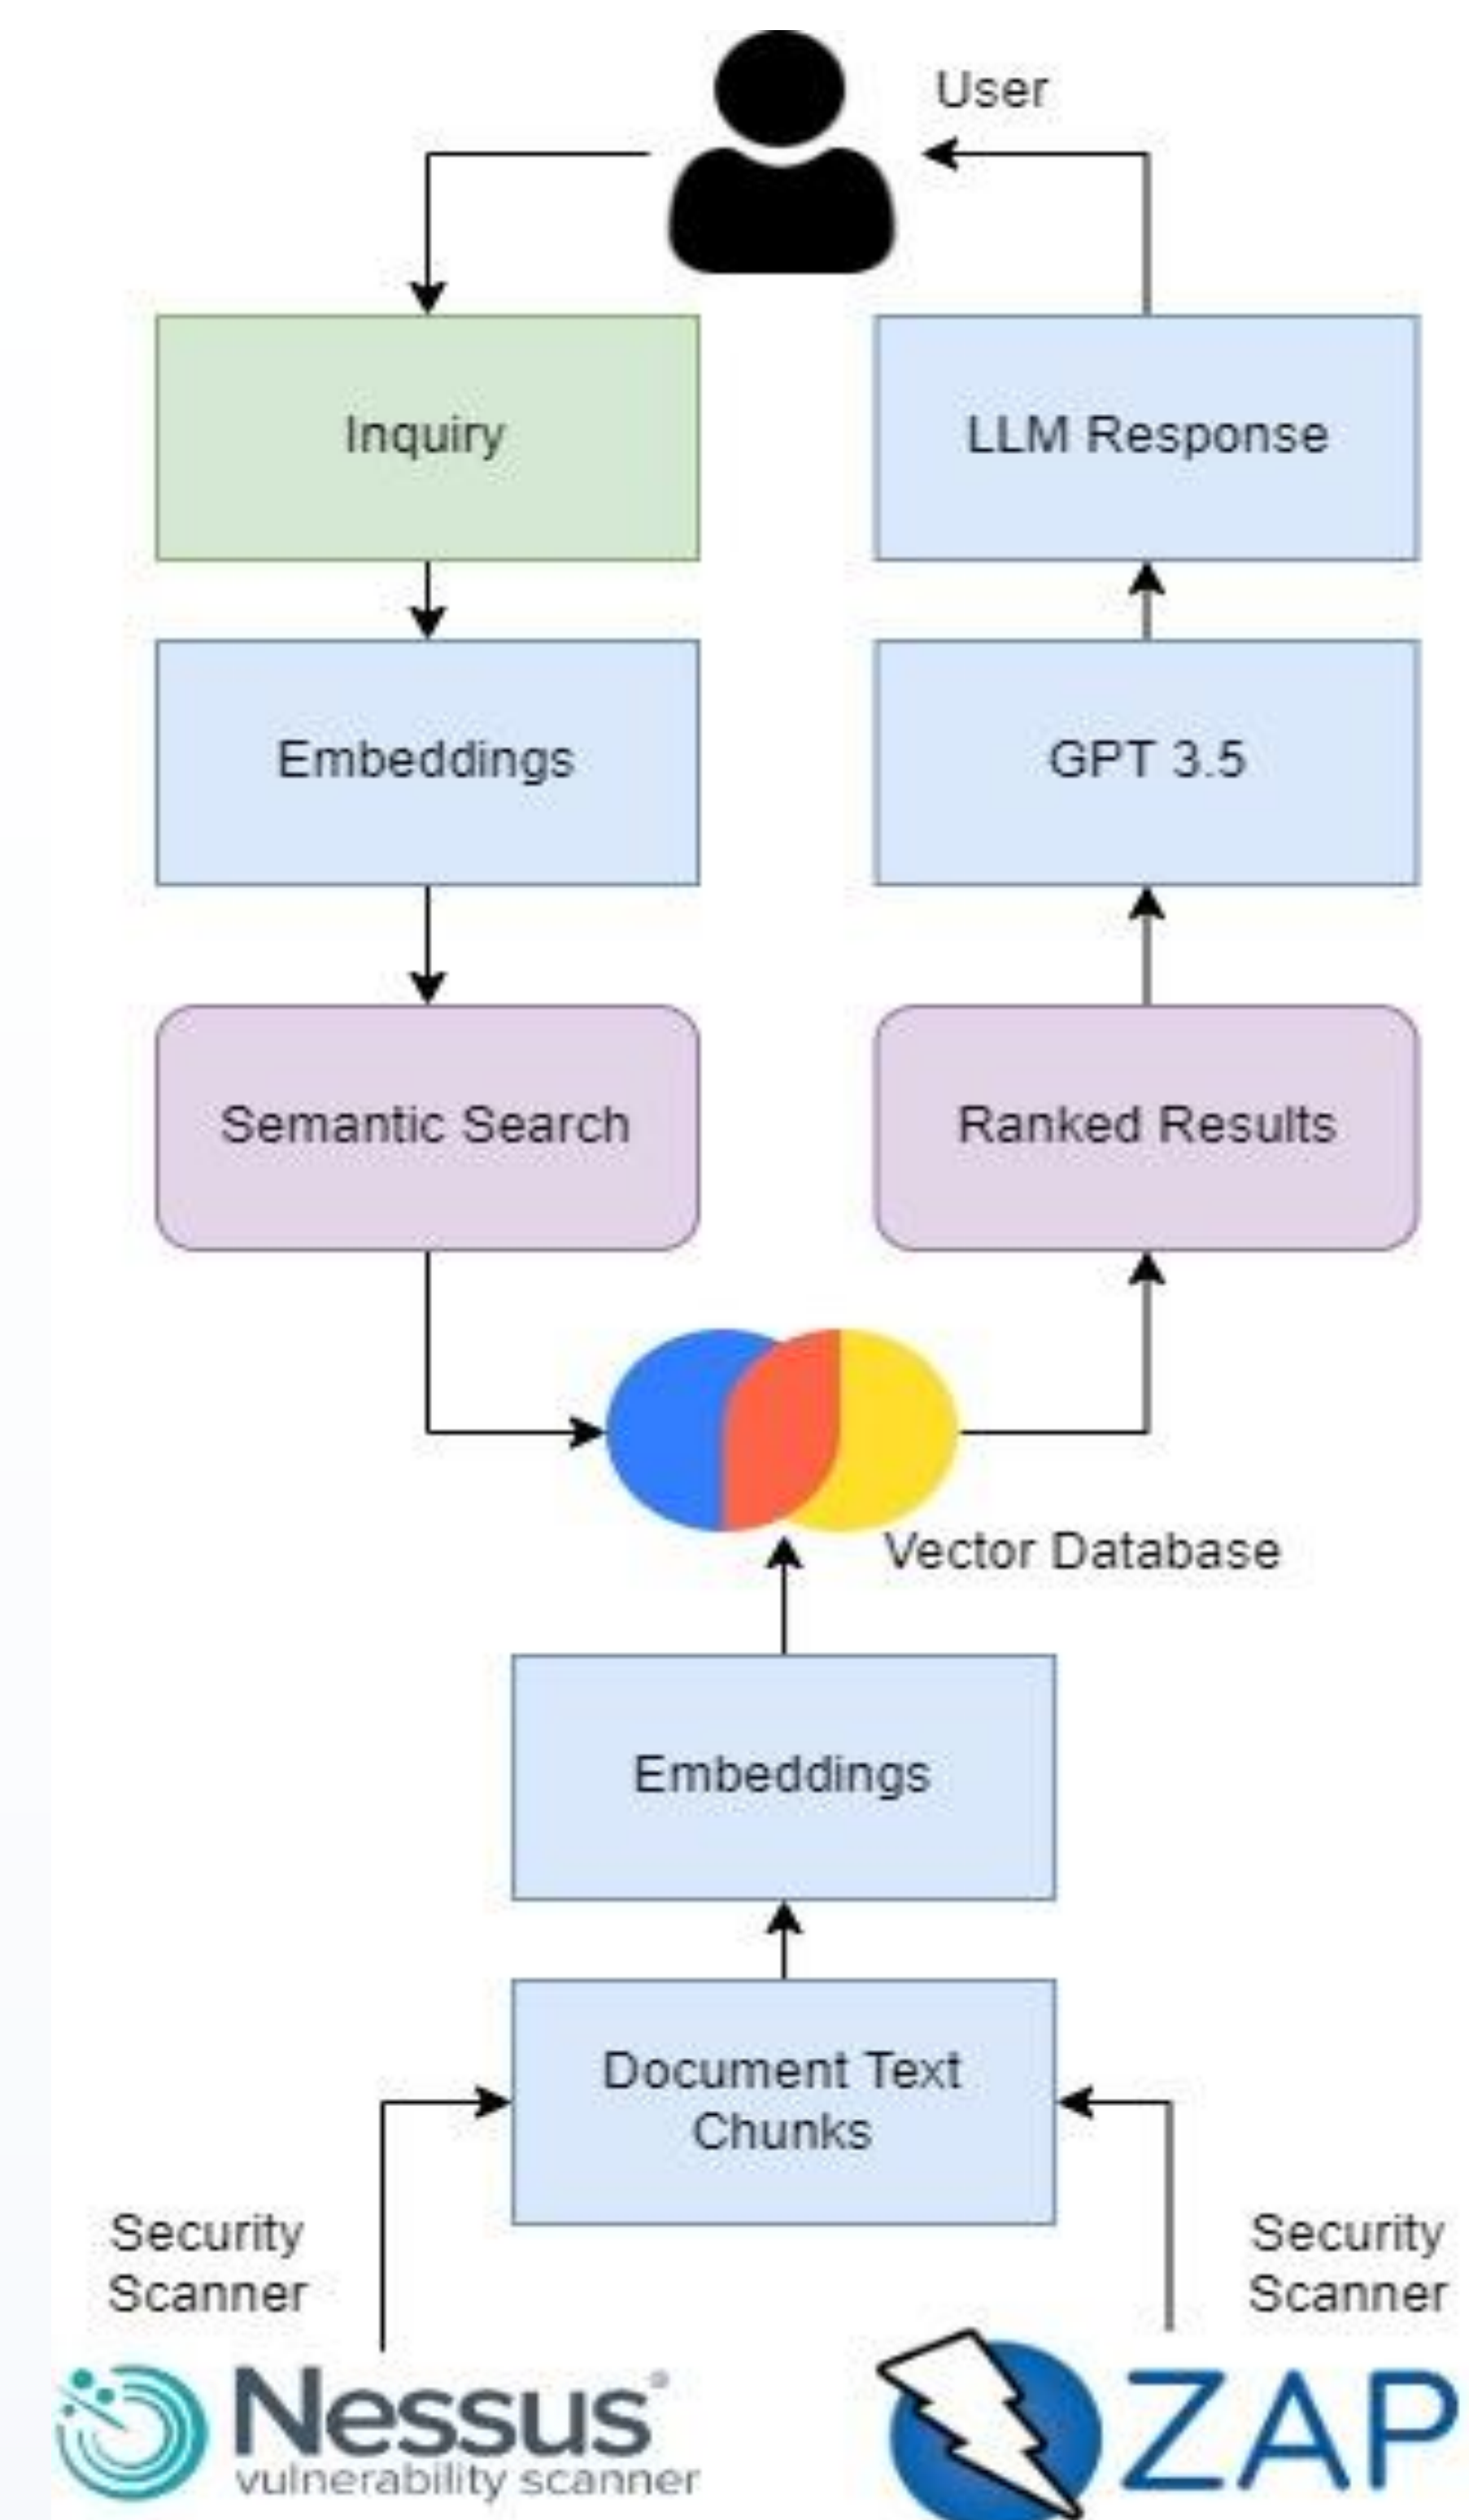 User
Inquiry
LLM Response
Embeddings
GPT 3.5
Semantic Search
Ranked Results
Vector Database
Embeddings
Document Text
Chunks
Security
Scanner
Security
Scanner
Nessus®
vulnerability scanner
ZAP